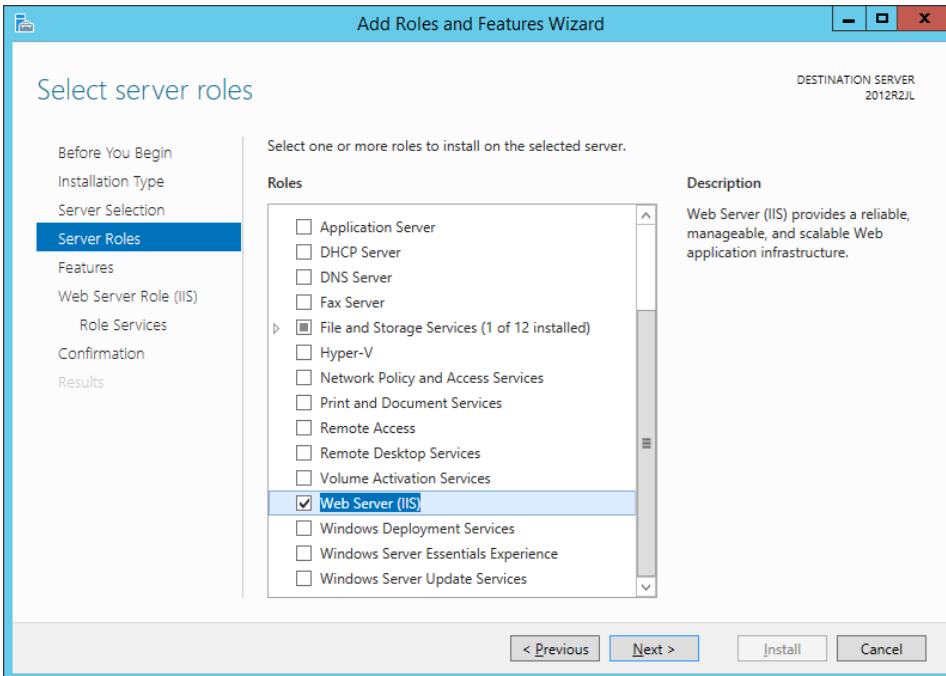 Add Roles and Features Wizard
Select server roles
DESTINATION SERVER
2012R2JL
Before You Begin
Installation Type
Server Selection
Server Roles
Features
Web Server Role (IIS)
Role Services
Confirmation
Results
Select one or more roles to install on the selected server.
Roles
Application Server
DHCP Server
DNS Server
Fax Server
File and Storage Services (1 of 12 installed)
Hyper-V
Network Policy and Access Services
Print and Document Services
Remote Access
Remote Desktop Services
Volume Activation Services
Web Server (IIS)
Windows Deployment Services
Windows Server Essentials Experience
Windows Server Update Services
Description
Web Server (IIS) provides a reliable,
manageable, and scalable Web
application infrastructure.
< Previous
Next >
Install
Cancel